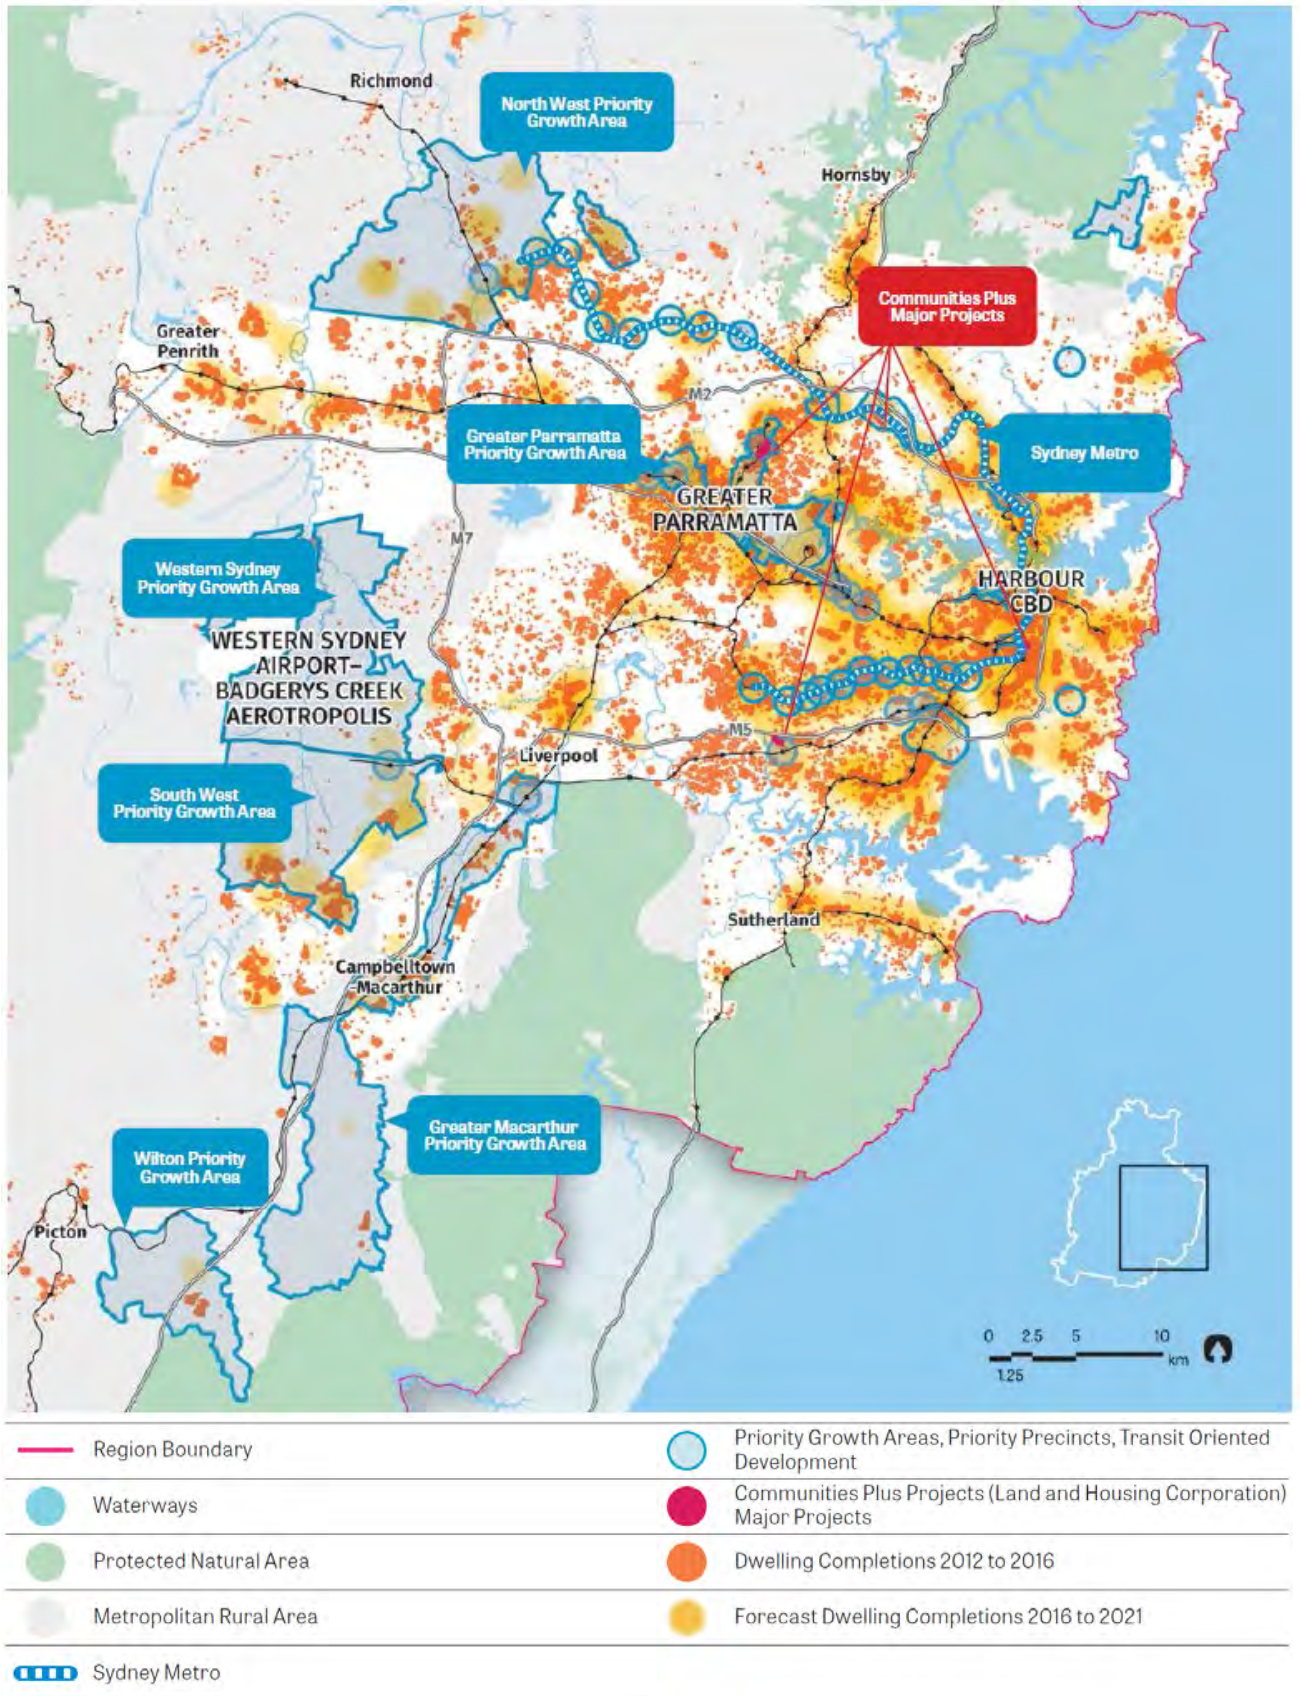 Richmond
North West Priority
Growth Area
Hornsby
Communities Plus
Major Projects
Greater
Penrith
M2
Greater Parramatta
Priority Growth Area
Sydney Metro
GREATER
PARRAMATTA
M7
Western Sydney
Priority Growth Area
HARBOUR
CBD
WESTERN SYDNEY
AIRPORT–
BADGERYS CREEK
AEROTROPOLIS
M5
Liverpool
South West
Priority Growth Area
Sutherland
Campbelltown
-Macarthur
Greater Macarthur
Priority Growth Area
Wilton Priority
Growth Area
Picton
0 2.5 5 10
km
1.25
Region Boundary
Priority Growth Areas, Priority Precincts, Transit Oriented
Development
Waterways
Communities Plus Projects (Land and Housing Corporation)
Major Projects
Protected Natural Area
Dwelling Completions 2012 to 2016
Metropolitan Rural Area
Forecast Dwelling Completions 2016 to 2021
Sydney Metro